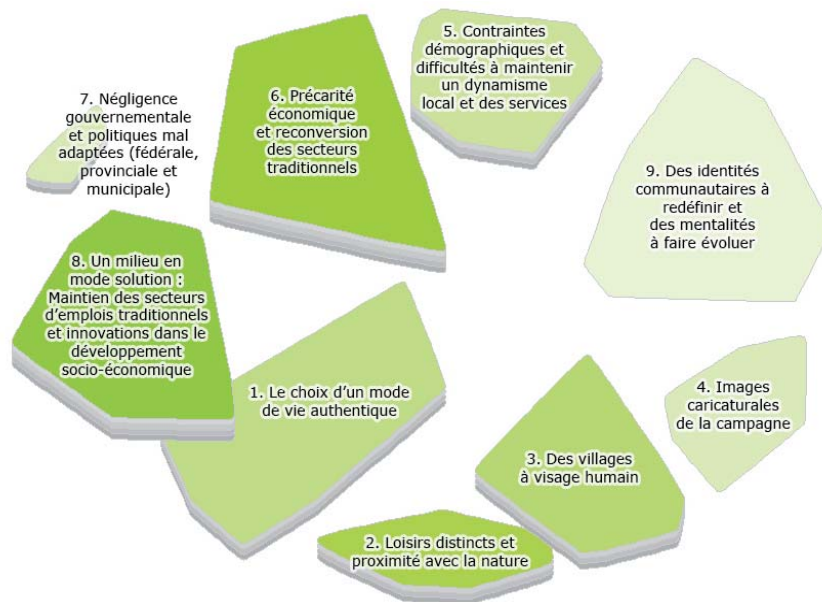 5. Contraintes
démographiques et
difficultés à maintenir
un dynamisme
local et des services
6. Précarité
économique
et reconversion
des secteurs
traditionnels
7. Négligence
gouvernementale
et politiques mal
adaptées (fédérale,
provinciale et
municipale)
9. Des identités
communautaires à
redéfinir et
des mentalités
à faire évoluer
8. Un milieu en
mode solution :
Maintien des secteurs
d'emplois traditionnels
et innovations dans le
développement
socio-économique
1. Le choix d'un mode
de vie authentique
4. Images
caricaturales
de la campagne
3. Des villages
à visage humain
2. Loisirs distincts et
proximité avec la nature